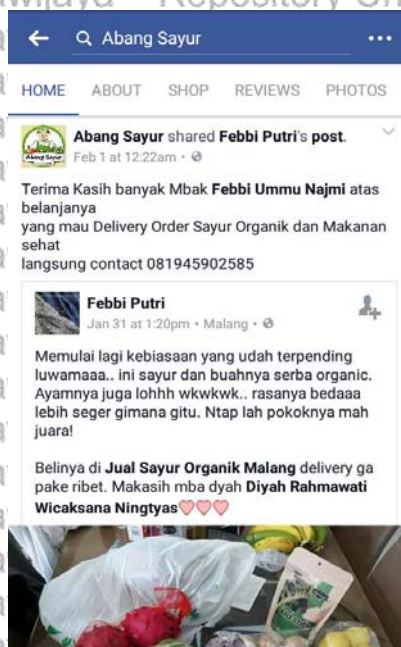 Repository
Abang Sayur
HOME ABOUT SHOP REVIEWS PHOTOS
Abang Sayur
Abang Sayur shared Febbi Putri's post.
Feb 1 at 12:22am •
Terima Kasih banyak Mbak Febbi Ummu Najmi atas
belanjanya
yang mau Delivery Order Sayur Organik dan Makanan
sehat
langsung contact 081945902585
Febbi Putri
Jan 31 at 1:20pm • Malang •
Memulai lagi kebiasaan yang udah terpending
luwamaaa.. ini sayur dan buahnya serba organic.
Ayamnya juga lohhh wkwkwk.. rasanya bedaaa
lebih seger gimana gitu. Ntap lah pokoknya mah
juara!
Belinya di Jual Sayur Organik Malang delivery ga
pake ribet. Makasih mba dyah Diyah Rahmawati
Wicaksana Ningtyas